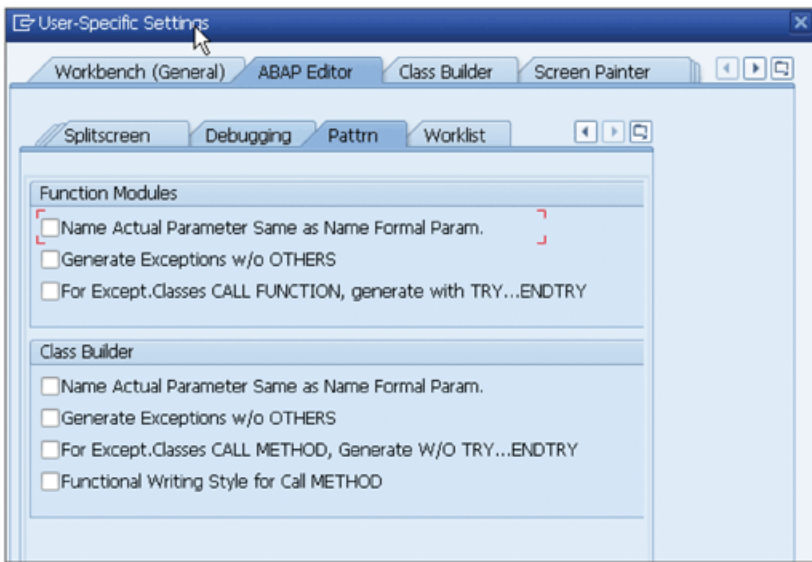 User-Specific Settings
Workbench (General) ABAP Editor Class Builder Screen Painter
Splitscreen Debugging Pattrn Worklist
Function Modules
Name Actual Parameter Same as Name Formal Param.
Generate Exceptions w/o OTHERS
For Except.Classes CALL FUNCTION, generate with TRY...ENDTRY
Class Builder
Name Actual Parameter Same as Name Formal Param.
Generate Exceptions w/o OTHERS
For Except.Classes CALL METHOD, Generate W/O TRY...ENDTRY
Functional Writing Style for Call METHOD